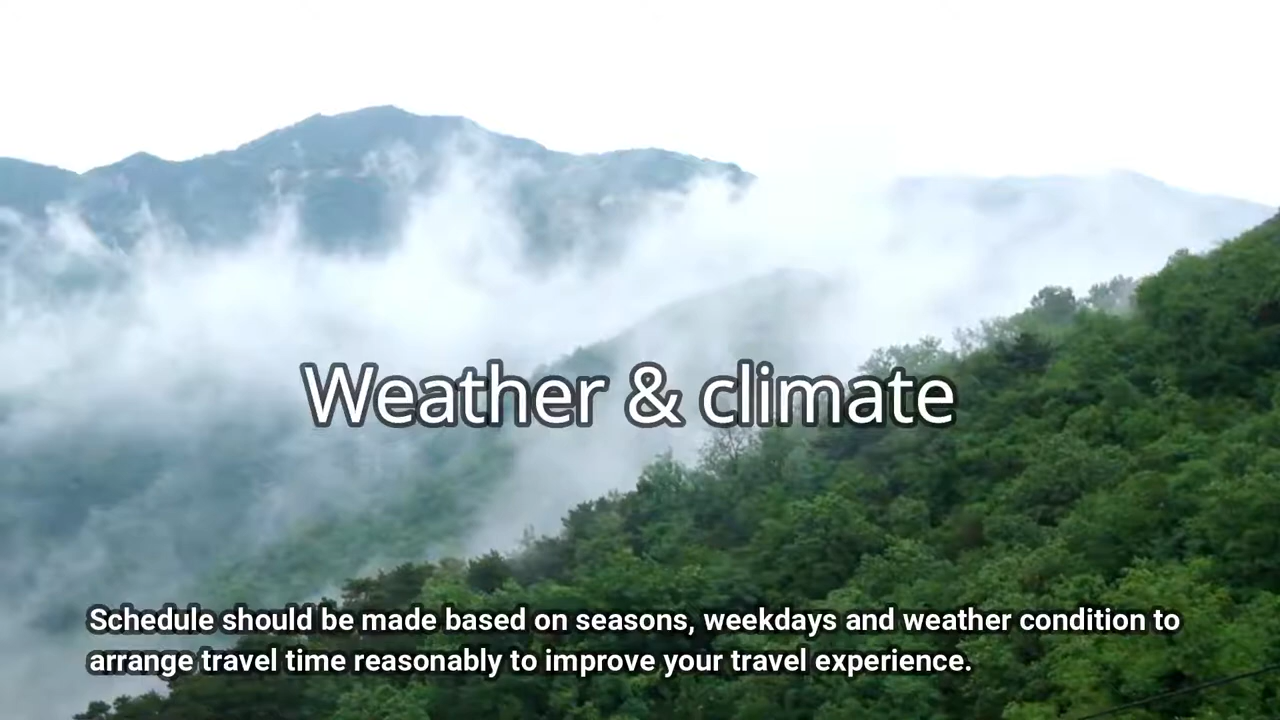 Weather & climate
Schedule should be made based on seasons, weekdays and weather condition to
arrange travel time reasonably to improve your travel experience.